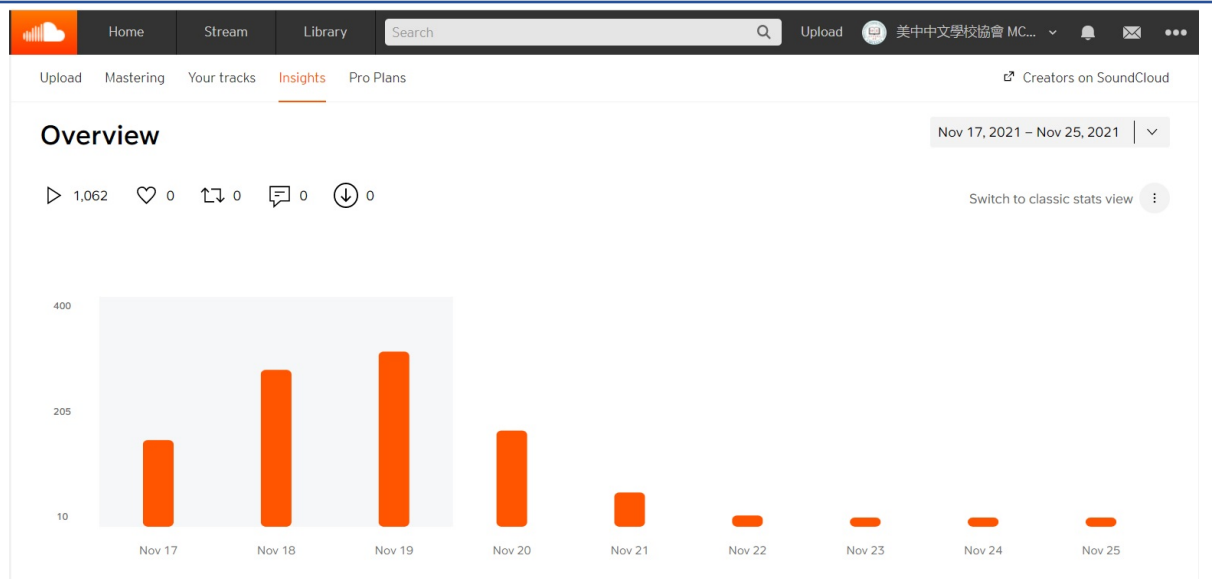 Home Stream Library Search Upload 美中中文學校協會 MC...
Upload Mastering Your tracks Insights Pro Plans Creators on SoundCloud
Overview
Nov 17, 2021 – Nov 25, 2021
1,062 0 0 0 0
Switch to classic stats view
400
205
10
Nov 17 Nov 18 Nov 19 Nov 20 Nov 21 Nov 22 Nov 23 Nov 24 Nov 25